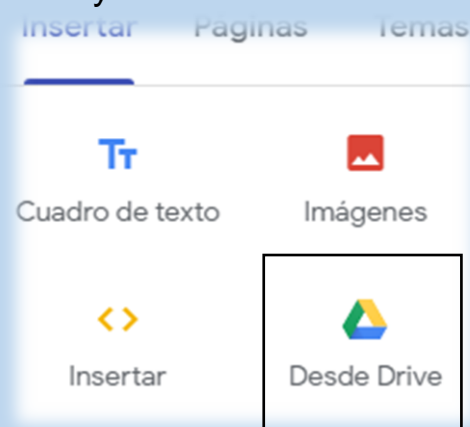 y
Insertar Páginas Temas
Cuadro de texto Imágenes
Insertar Desde Drive